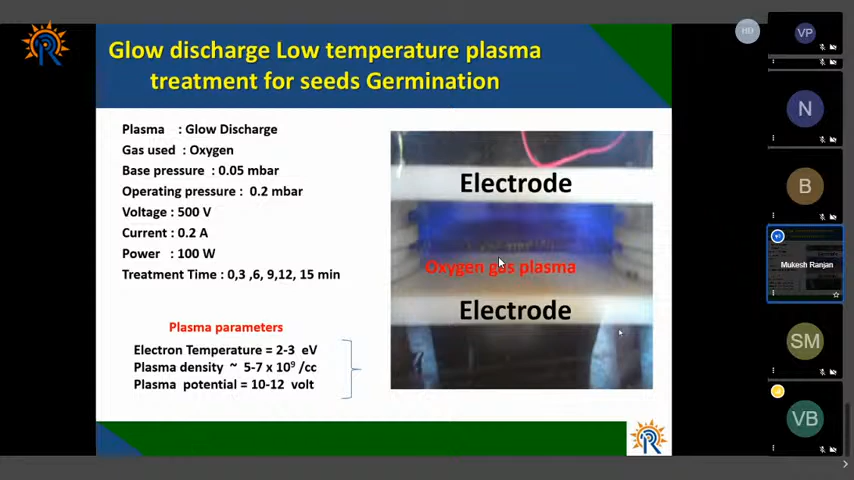 Glow discharge Low temperature plasma
treatment for seeds Germination
Plasma : Glow Discharge
Gas used : Oxygen
Base pressure : 0.05 mbar
Operating pressure : 0.2 mbar
Voltage : 500 V
Current : 0.2 A
Power : 100 W
Treatment Time : 0,3 ,6, 9,12, 15 min
Plasma parameters
Electron Temperature = 2-3 eV
Plasma density ~ 5-7 x 10⁹ /cc
Plasma potential = 10-12 volt
Electrode
Oxygen gas plasma
Electrode
HD
VP
N
B
Mukesh Ranjan
SM
VB